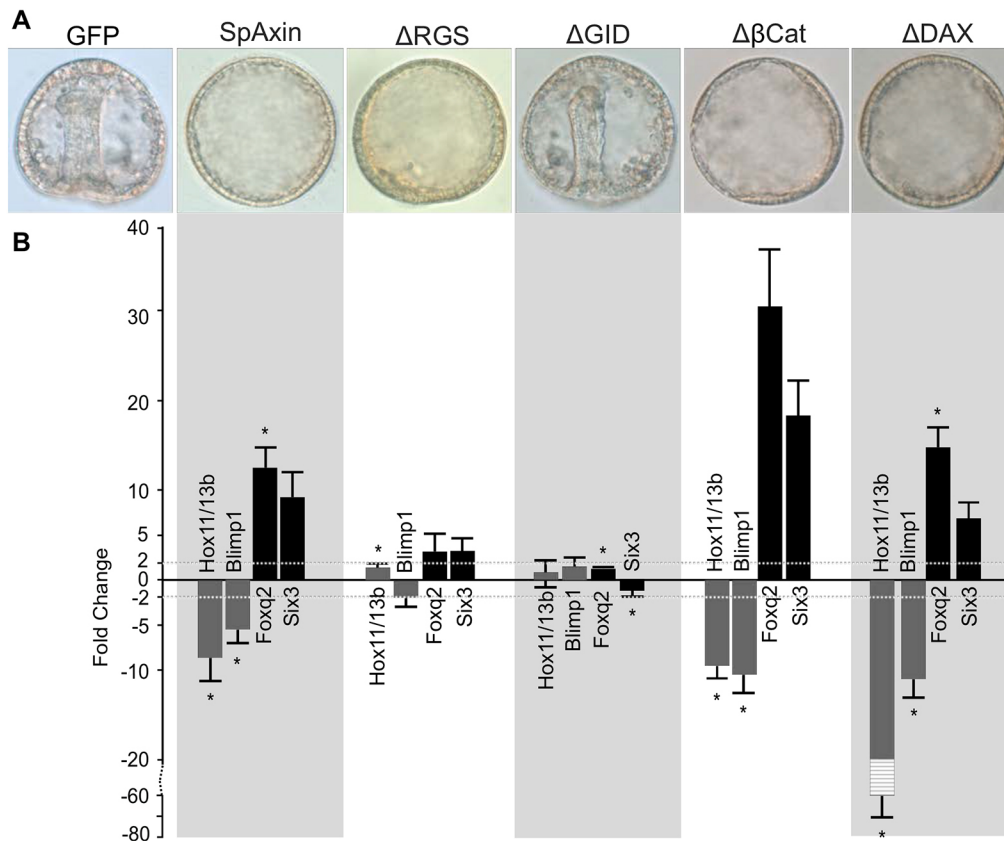 A
GFP SpAxin ΔRGS ΔGID ΔβCat ΔDAX
B
Fold Change
40
30
20
10
5
2
0
-2
-5
-10
-20
-60
-80
Hox11/13b
Blimp1
Foxq2
Six3
*
*
*
Hox11/13b
Blimp1
Foxq2
Six3
*
Hox11/13b
Blimp1
Foxq2
Six3
*
*
Hox11/13b
Blimp1
Foxq2
Six3
*
*
Hox11/13b
Blimp1
Foxq2
Six3
*
*
*